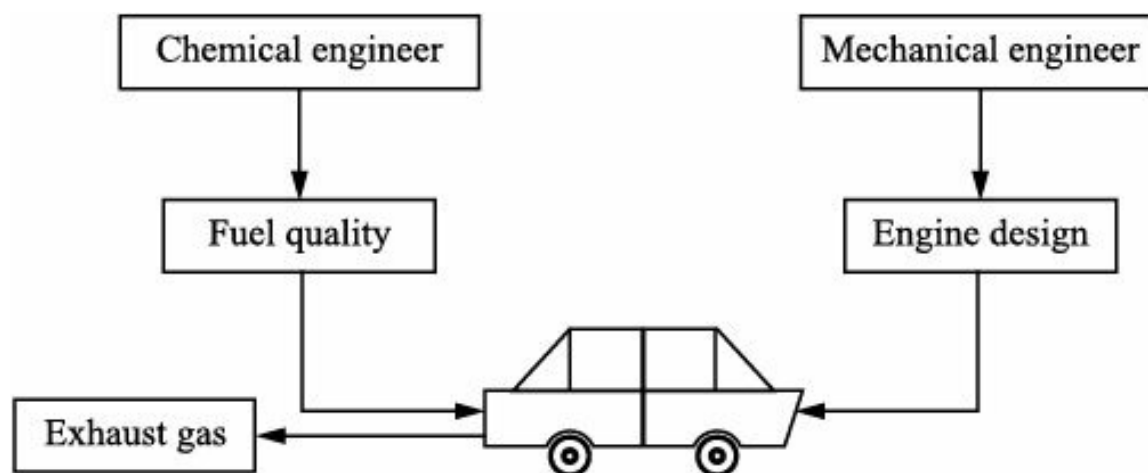 Chemical engineer
Mechanical engineer
Fuel quality
Engine design
Exhaust gas